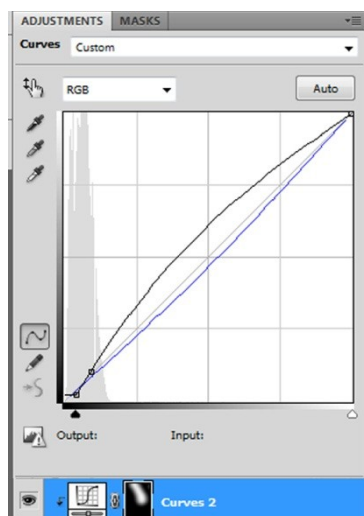 ADJUSTMENTS MASKS
Curves Custom
RGB Auto
Output: Input:
Curves 2